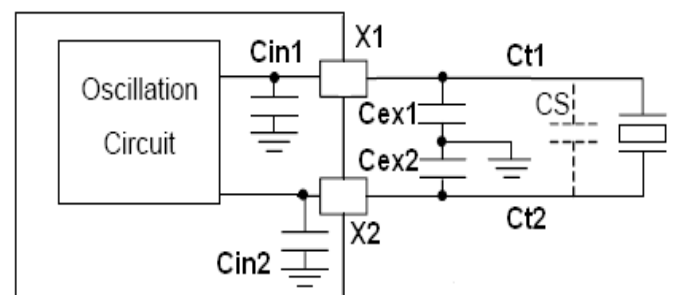 X1
Cin1
Ct1
Oscillation
Circuit
Cex1
CS
Cex2
X2
Ct2
Cin2